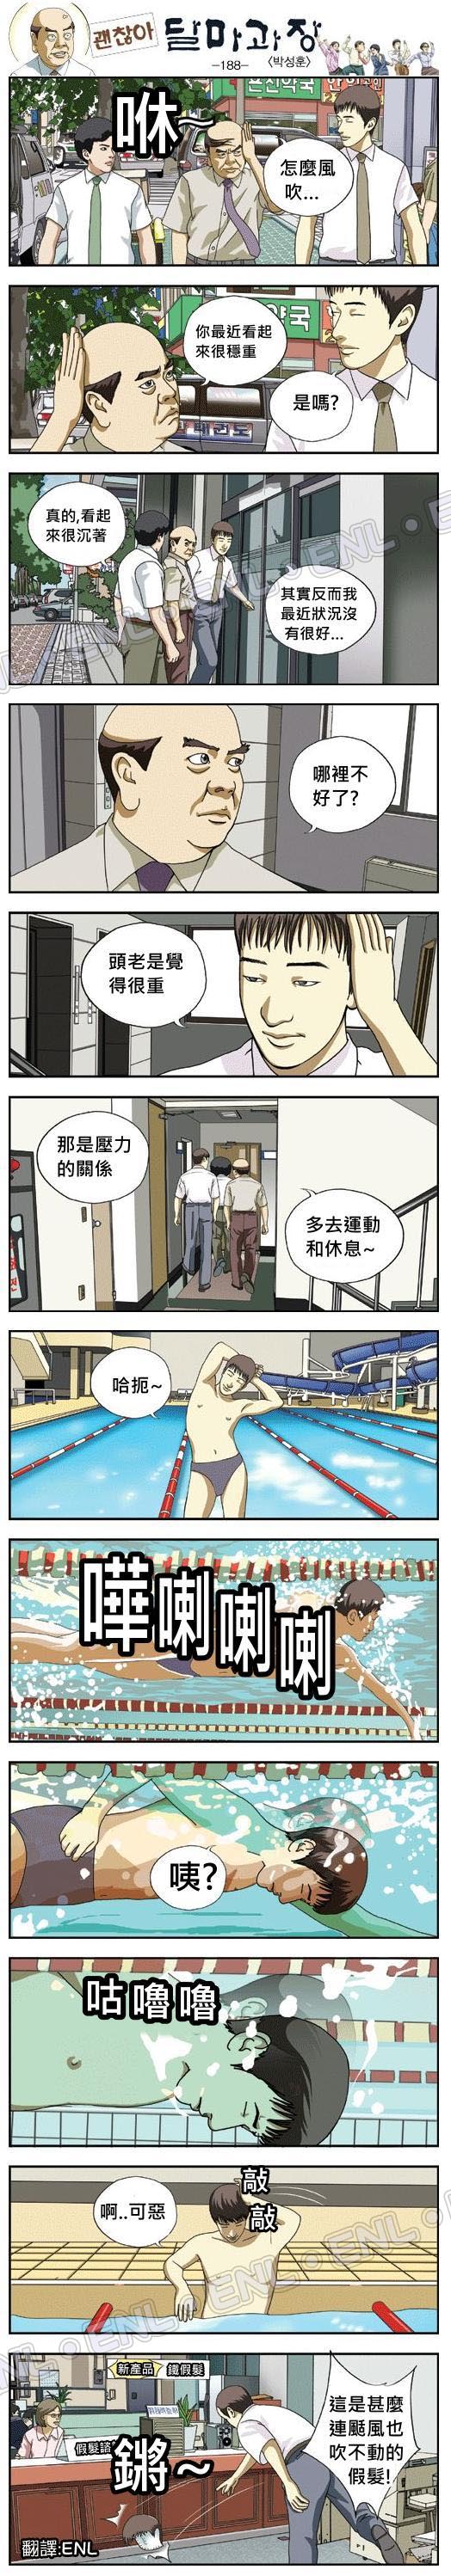 괜찮아 달마과장
-188- <박성훈>
咻~
怎麼風
吹...
你最近看起
來很穩重
是嗎?
真的,看起
來很沉著
其實反而我
最近狀況沒
有很好...
哪裡不
好了?
頭老是覺
得很重
那是壓力
的關係
多去運動
和休息~
哈扼~
嘩喇喇喇
咦?
咕嚕嚕
敲
敲
啊..可惡
新產品 鐵假髮
這是甚麼
連颱風也
吹不動的
假髮!
鏘~
翻譯:ENL